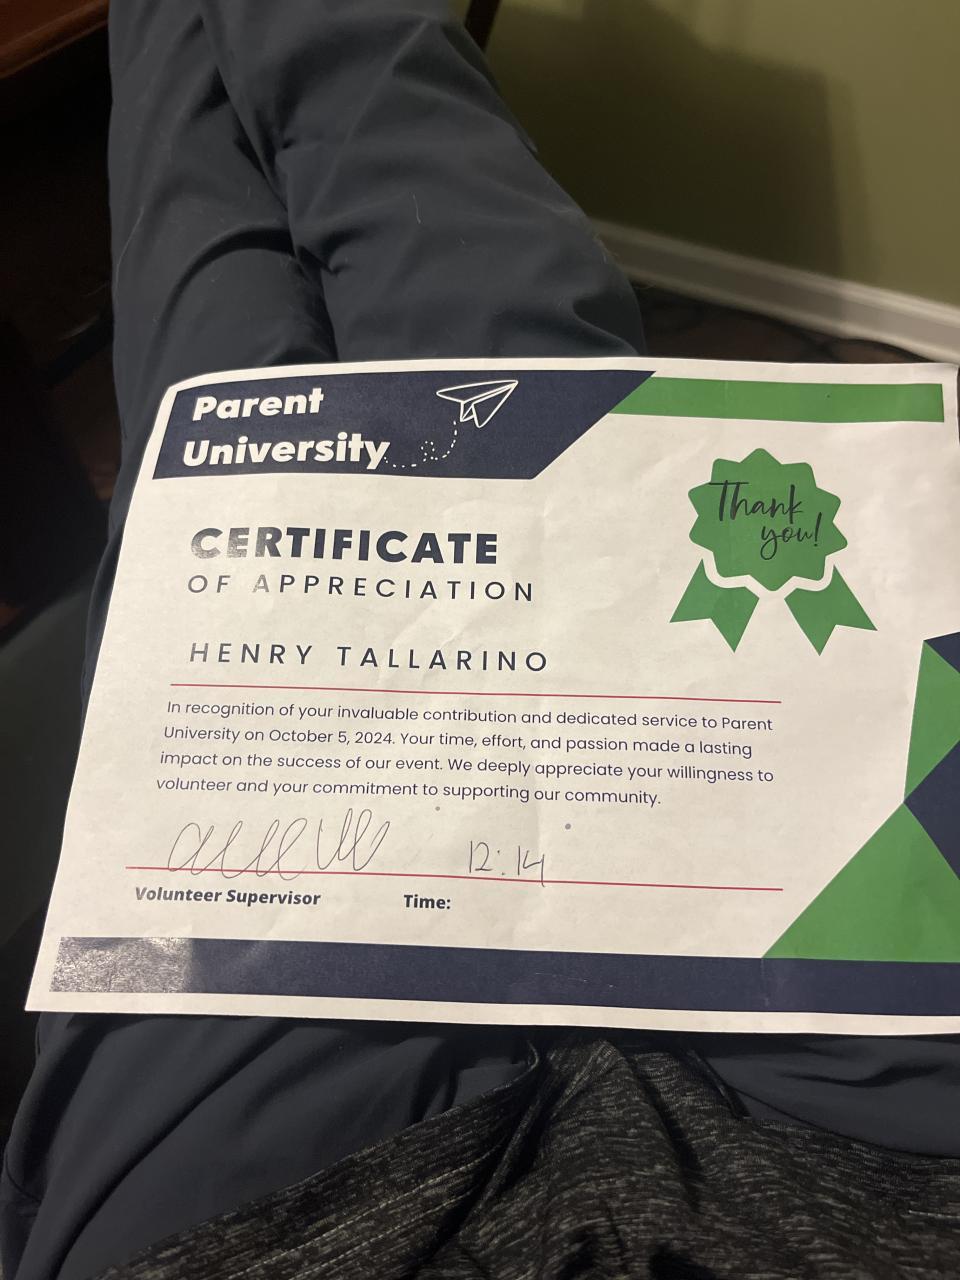 Parent
University
Thank
you!
CERTIFICATE
OF APPRECIATION
HENRY TALLARINO
In recognition of your invaluable contribution and dedicated service to Parent
University on October 5, 2024. Your time, effort, and passion made a lasting
impact on the success of our event. We deeply appreciate your willingness to
volunteer and your commitment to supporting our community.
12:14
Volunteer Supervisor Time: